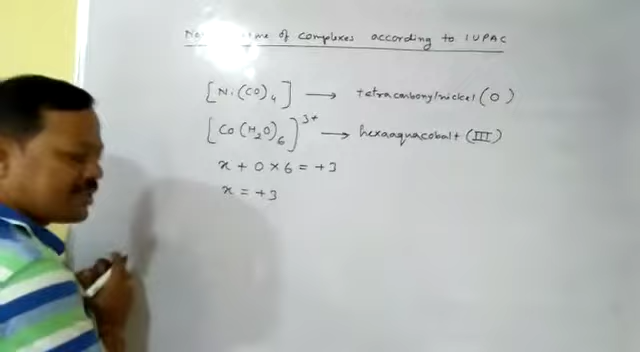 of complexes according to IUPAC
[Ni(CO)₄] ⟶ tetracarbonylnickel(0)
[Co(H₂O)₆]³⁺ ⟶ hexaaquacobalt(III)
x + 0 × 6 = +3
x = +3